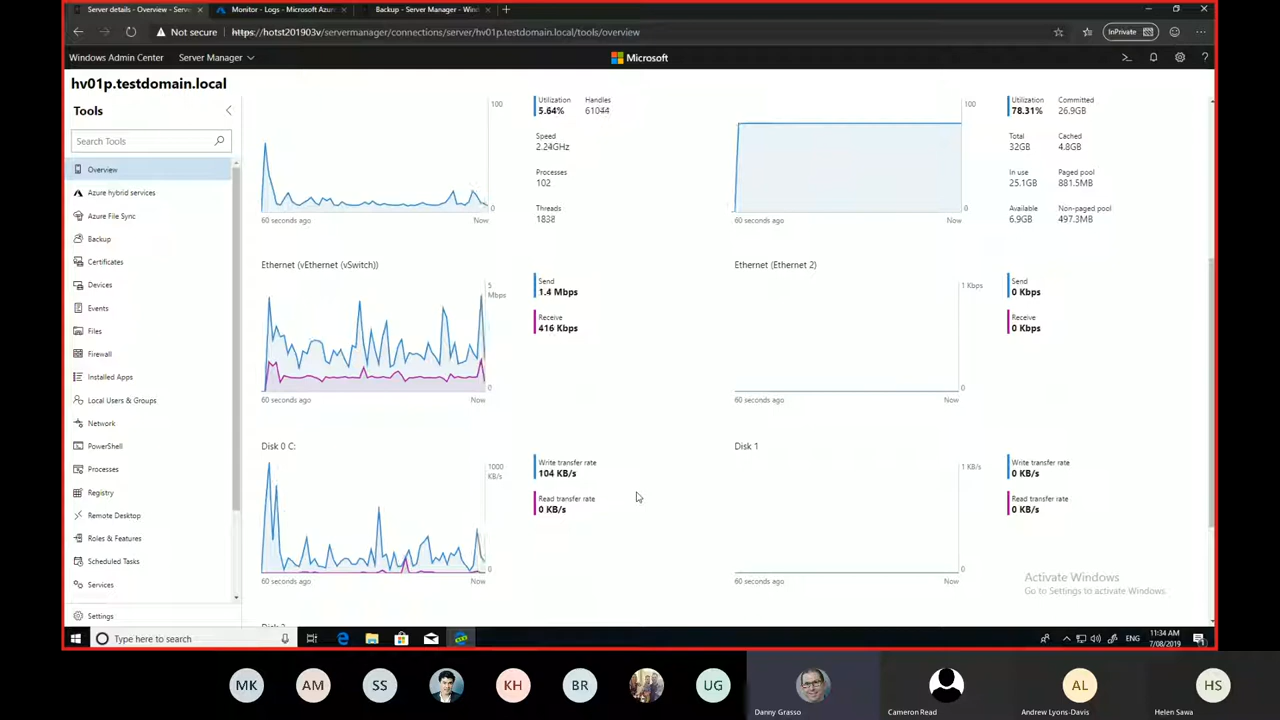 Server details - Overview - Serve
Monitor - Logs - Microsoft Azur
Backup - Server Manager - Wind
Not secure
https://hotst201903v/servermanager/connections/server/hv01p.testdomain.local/tools/overview
InPrivate
Windows Admin Center
Server Manager
Microsoft
hv01p.testdomain.local
Tools
Search Tools
Overview
Azure hybrid services
Azure File Sync
Backup
Certificates
Devices
Events
Files
Firewall
Installed Apps
Local Users & Groups
Network
PowerShell
Processes
Registry
Remote Desktop
Roles & Features
Scheduled Tasks
Services
Settings
100
0
60 seconds ago
Now
Utilization
5.64%
Handles
61044
Speed
2.24GHz
Processes
102
Threads
1838
100
0
60 seconds ago
Now
Utilization
78.31%
Committed
26.9GB
Total
32GB
Cached
4.8GB
In use
25.1GB
Paged pool
881.5MB
Available
6.9GB
Non-paged pool
497.3MB
Ethernet (vEthernet (vSwitch))
5
Mbps
0
60 seconds ago
Now
Send
1.4 Mbps
Receive
416 Kbps
Ethernet (Ethernet 2)
1 Kbps
0
60 seconds ago
Now
Send
0 Kbps
Receive
0 Kbps
Disk 0 C:
1000
KB/s
0
60 seconds ago
Now
Write transfer rate
104 KB/s
Read transfer rate
0 KB/s
Disk 1
1 KB/s
0
60 seconds ago
Now
Write transfer rate
0 KB/s
Read transfer rate
0 KB/s
Activate Windows
Go to Settings to activate Windows.
Type here to search
ENG
11:34 AM
7/08/2019
MK
AM
SS
KH
BR
UG
AL
HS
Danny Grasso
Cameron Read
Andrew Lyons-Davis
Helen Sawa